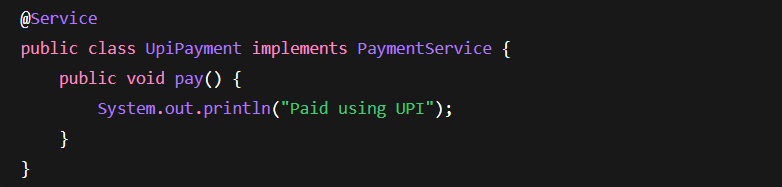 @Service
public class UpiPayment implements PaymentService {
    public void pay() {
        System.out.println("Paid using UPI");
    }
}